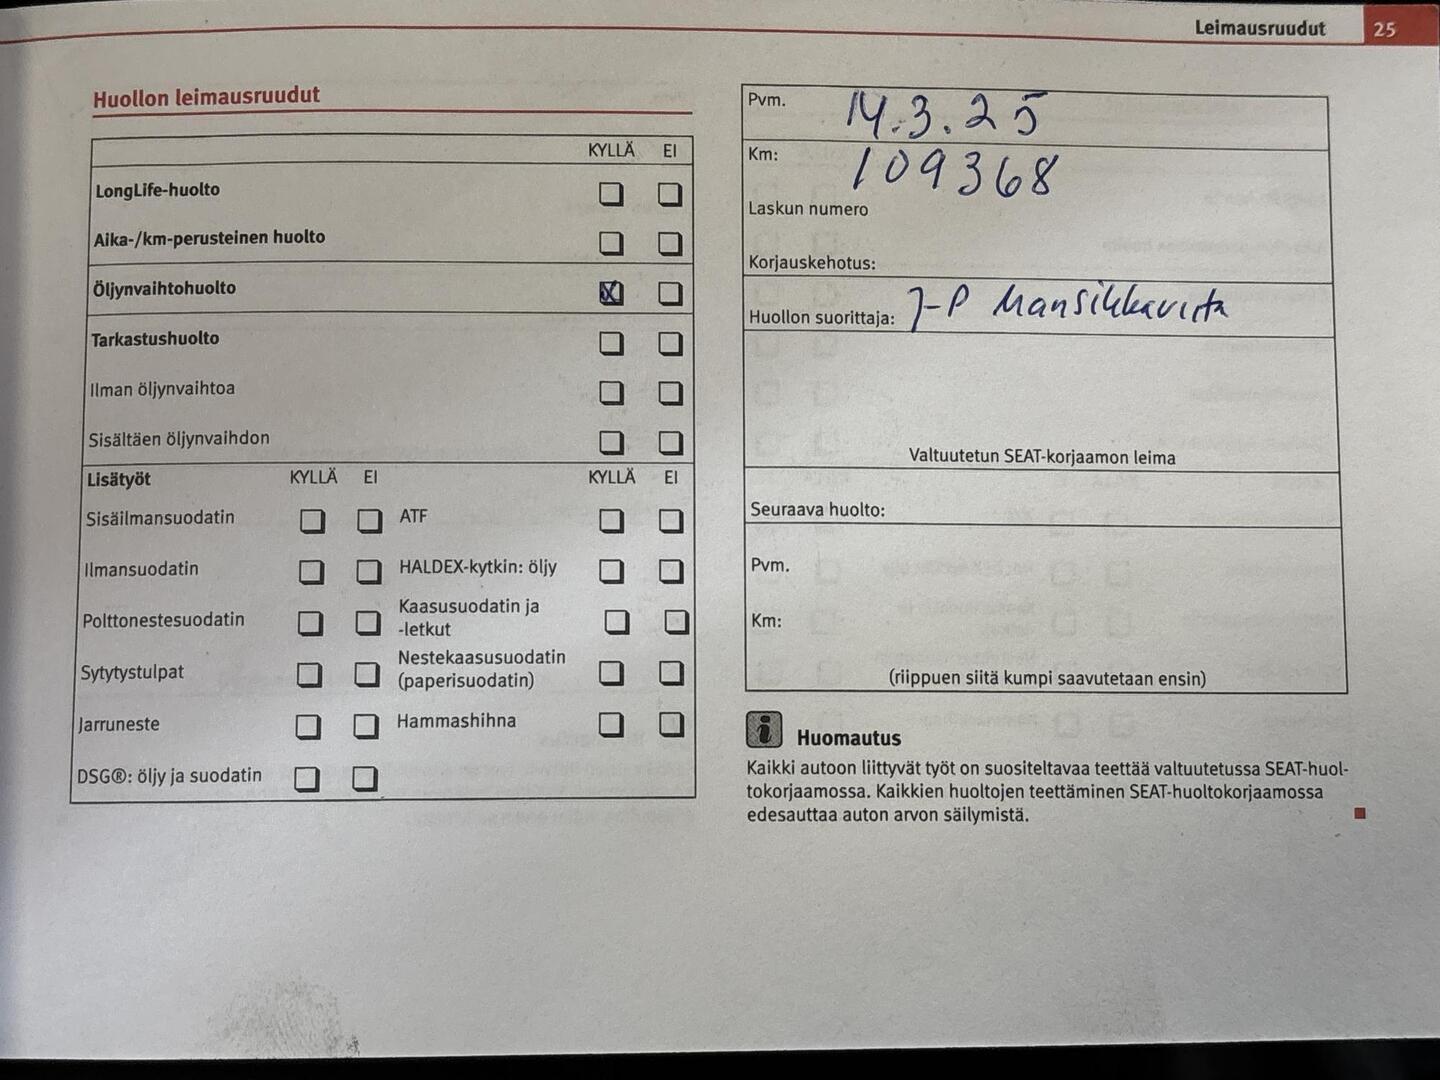 Leimausruudut 25
Huollon leimausruudut
KYLLÄ EI
LongLife-huolto
Aika-/km-perusteinen huolto
Öljynvaihtohuolto
Tarkastushuolto
Ilman öljynvaihtoa
Sisältäen öljynvaihdon
Lisätyöt KYLLÄ EI KYLLÄ EI
Sisäilmansuodatin ATF
Ilmansuodatin HALDEX-kytkin: öljy
Polttonestesuodatin Kaasusuodatin ja
-letkut
Sytytystulpat Nestekaasusuodatin
(paperisuodatin)
Jarruneste Hammashihna
DSG®: öljy ja suodatin
Pvm. 14.3.25
Km: 109368
Laskun numero
Korjauskehotus:
Huollon suorittaja: J-P Mansikkaviita
Valtuutetun SEAT-korjaamon leima
Seuraava huolto:
Pvm.
Km:
(riippuen siitä kumpi saavutetaan ensin)
Huomautus
Kaikki autoon liittyvät työt on suositeltavaa teettää valtuutetussa SEAT-huol-
tokorjaamossa. Kaikkien huoltojen teettäminen SEAT-huoltokorjaamossa
edesauttaa auton arvon säilymistä.